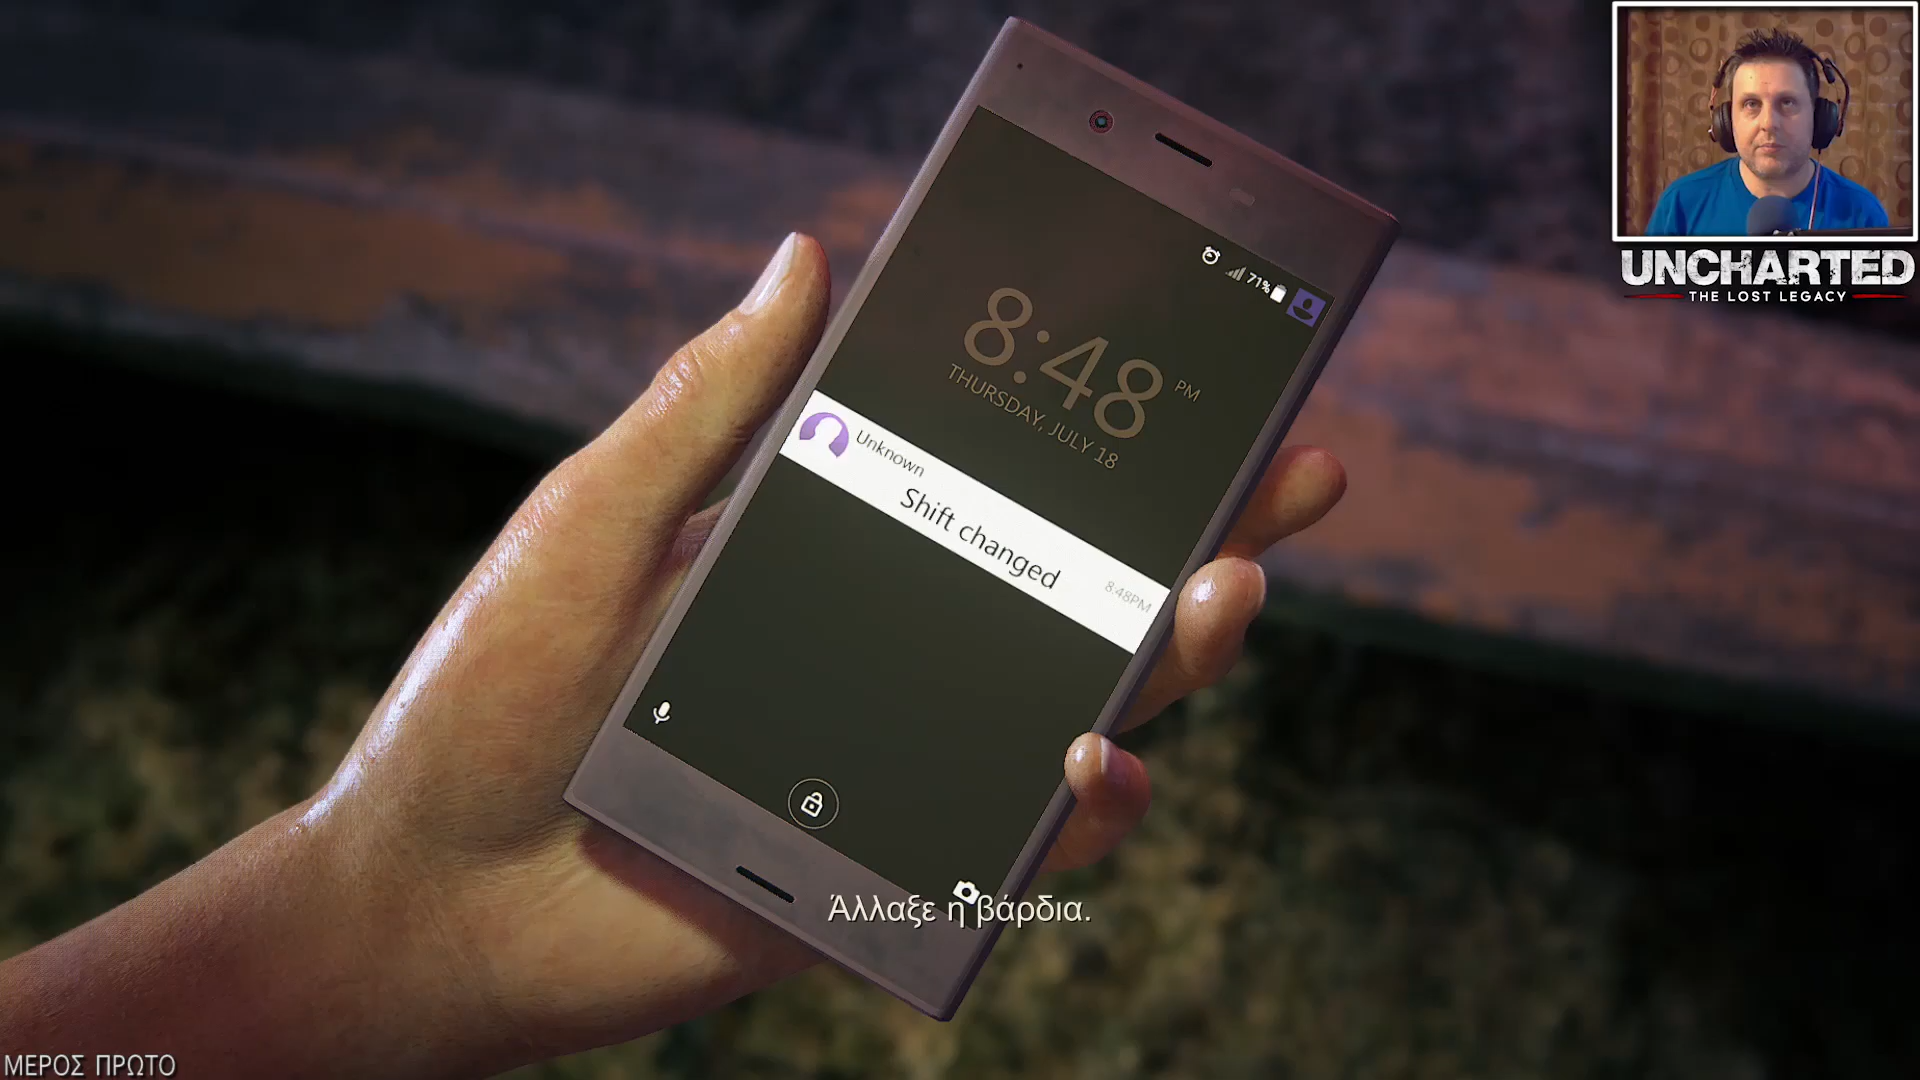 UNCHARTED
THE LOST LEGACY
71%
8:48 PM
THURSDAY, JULY 18
Unknown
Shift changed
8:48PM
Άλλαξε η βάρδια.
ΜΕΡΟΣ ΠΡΩΤΟ